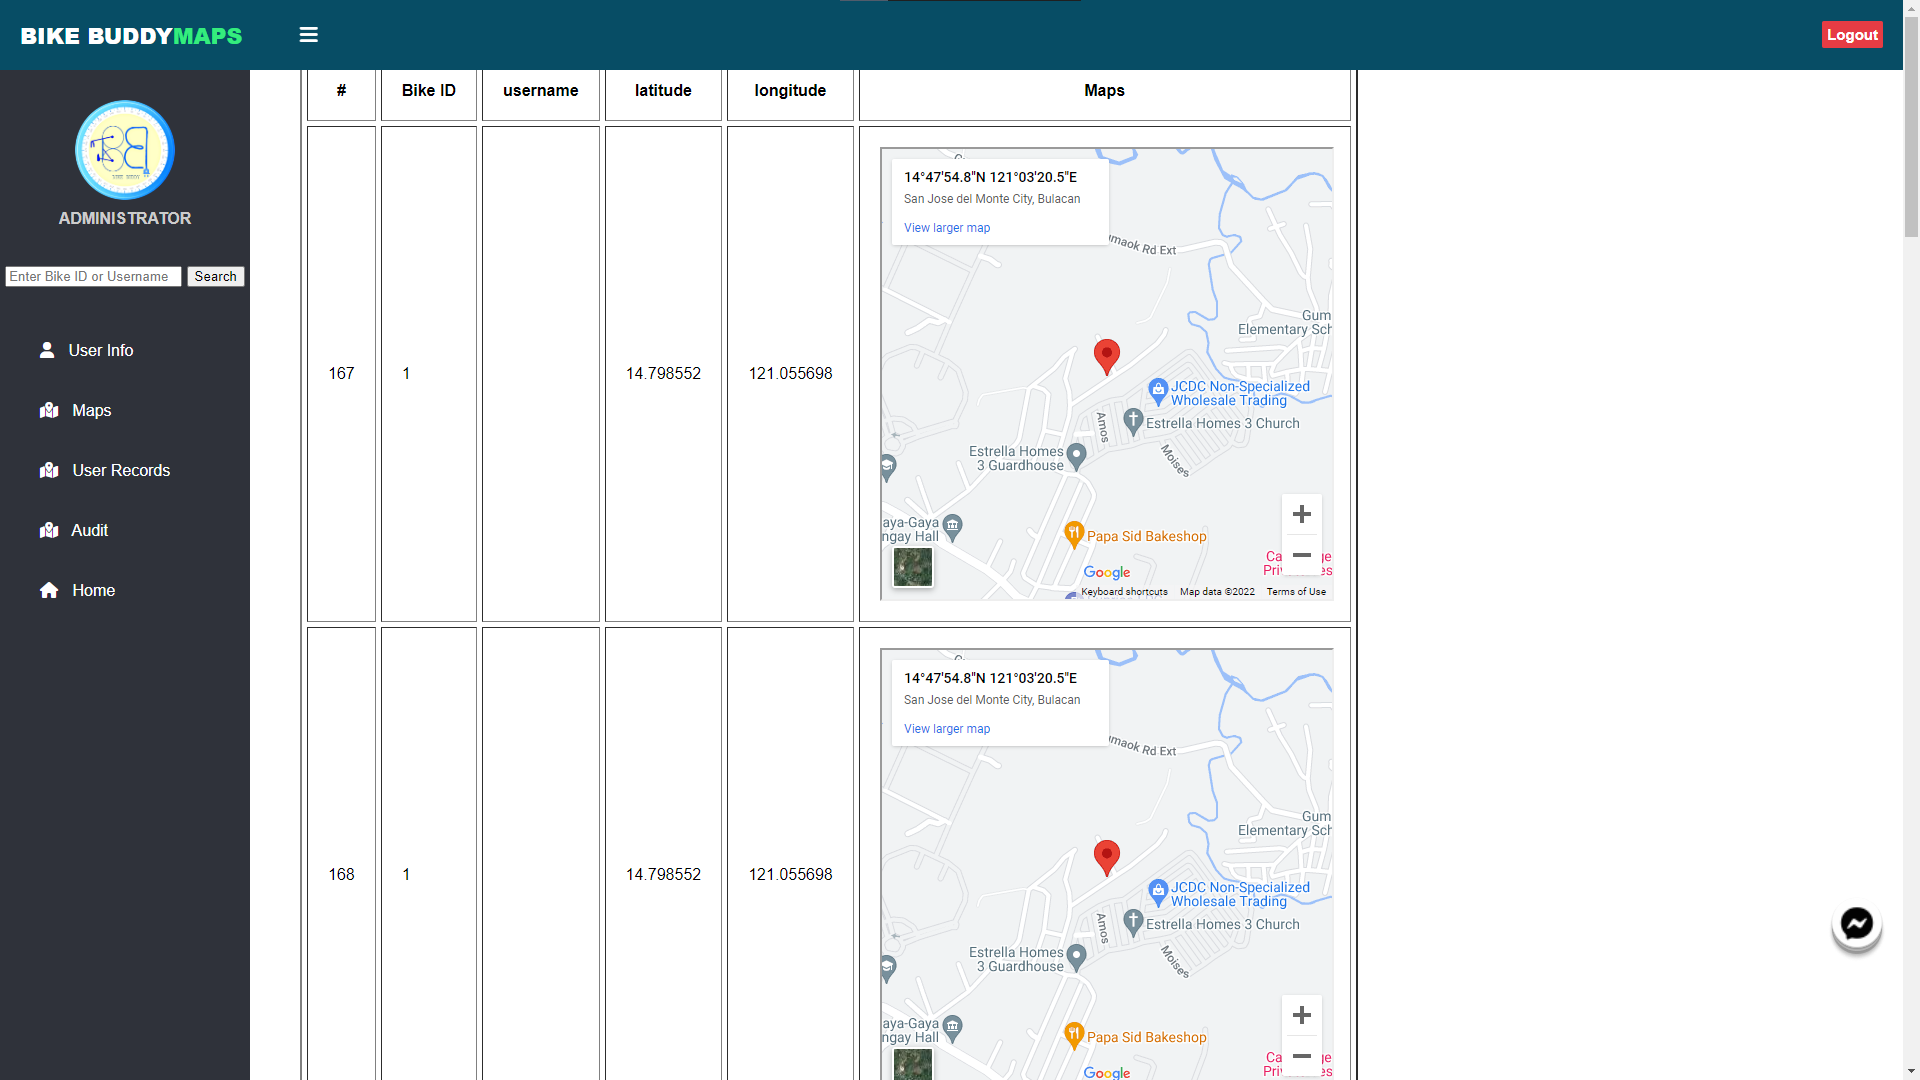 BIKE BUDDYMAPS
Logout
ADMINISTRATOR
Enter Bike ID or Username
Search
User Info
Maps
User Records
Audit
Home
# Bike ID username latitude longitude Maps
167 1 14.798552 121.055698
14°47'54.8"N 121°03'20.5"E
San Jose del Monte City, Bulacan
View larger map
umaok Rd Ext
Gum
Elementary Sch
JCDC Non-Specialized
Wholesale Trading
Amos
Estrella Homes 3 Church
Moises
Estrella Homes
3 Guardhouse
aya-Gaya
ngay Hall
Papa Sid Bakeshop
Google
Keyboard shortcuts Map data ©2022 Terms of Use
168 1 14.798552 121.055698
14°47'54.8"N 121°03'20.5"E
San Jose del Monte City, Bulacan
View larger map
umaok Rd Ext
Gum
Elementary Sch
JCDC Non-Specialized
Wholesale Trading
Amos
Estrella Homes 3 Church
Moises
Estrella Homes
3 Guardhouse
aya-Gaya
ngay Hall
Papa Sid Bakeshop
Google